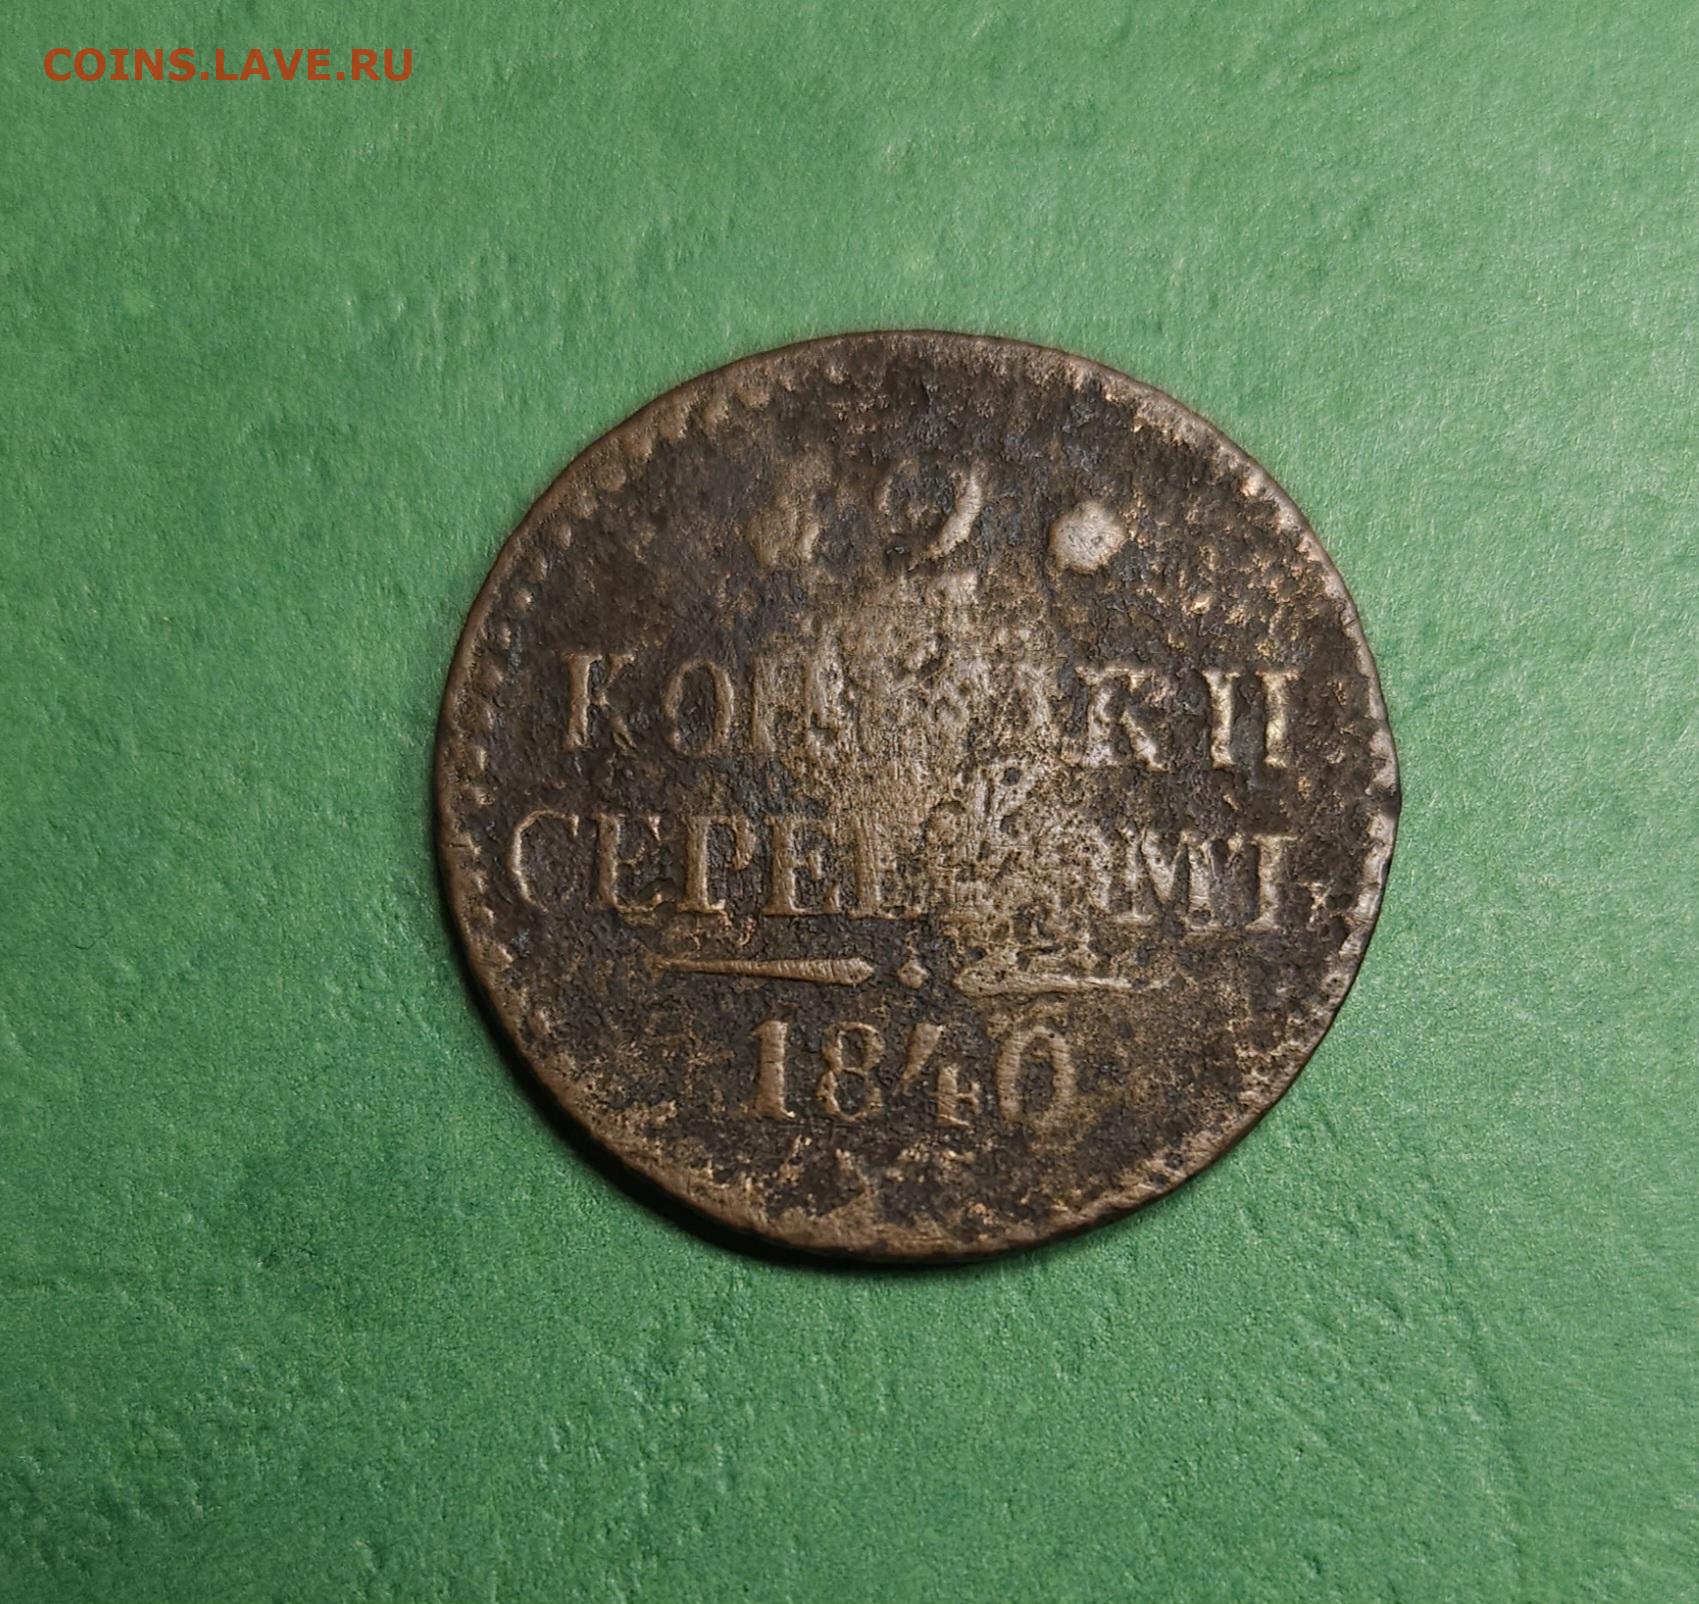 COINS.LAVE.RU
2
КОПѢЙКИ
СЕРЕБРОМЪ
1840